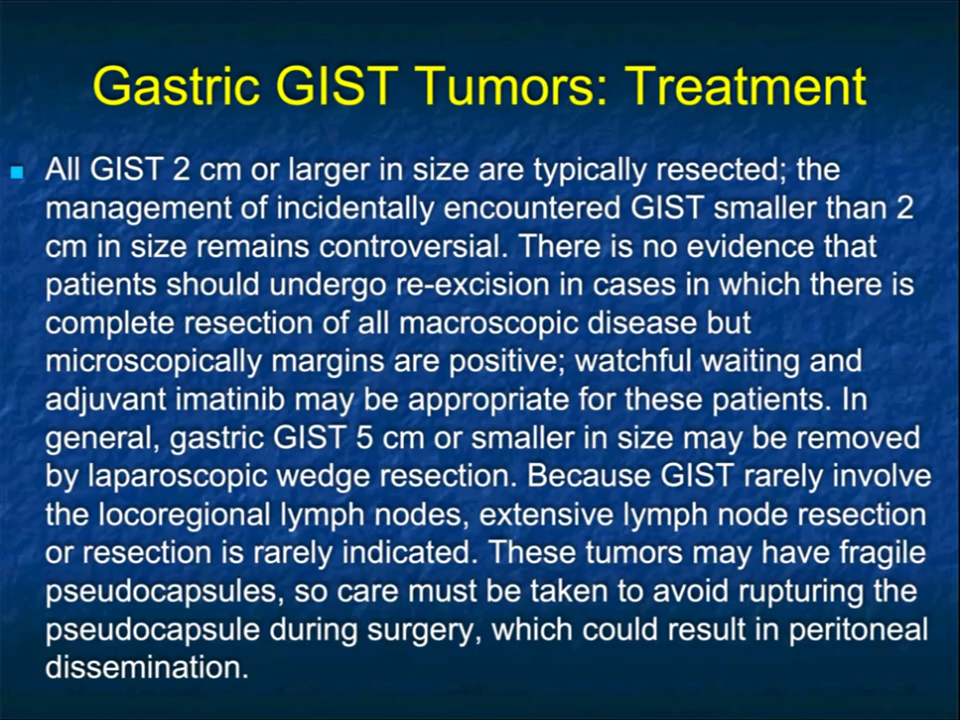 Gastric GIST Tumors: Treatment
All GIST 2 cm or larger in size are typically resected; the
management of incidentally encountered GIST smaller than 2
cm in size remains controversial. There is no evidence that
patients should undergo re-excision in cases in which there is
complete resection of all macroscopic disease but
microscopically margins are positive; watchful waiting and
adjuvant imatinib may be appropriate for these patients. In
general, gastric GIST 5 cm or smaller in size may be removed
by laparoscopic wedge resection. Because GIST rarely involve
the locoregional lymph nodes, extensive lymph node resection
or resection is rarely indicated. These tumors may have fragile
pseudocapsules, so care must be taken to avoid rupturing the
pseudocapsule during surgery, which could result in peritoneal
dissemination.